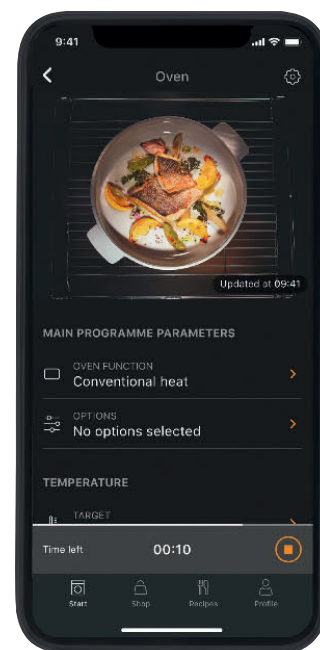 9:41
Oven
Updated at 09:41
MAIN PROGRAMME PARAMETERS
OVEN FUNCTION
Conventional heat
OPTIONS
No options selected
TEMPERATURE
TARGET
Time left 00:10
Start Shop Recipes Profile